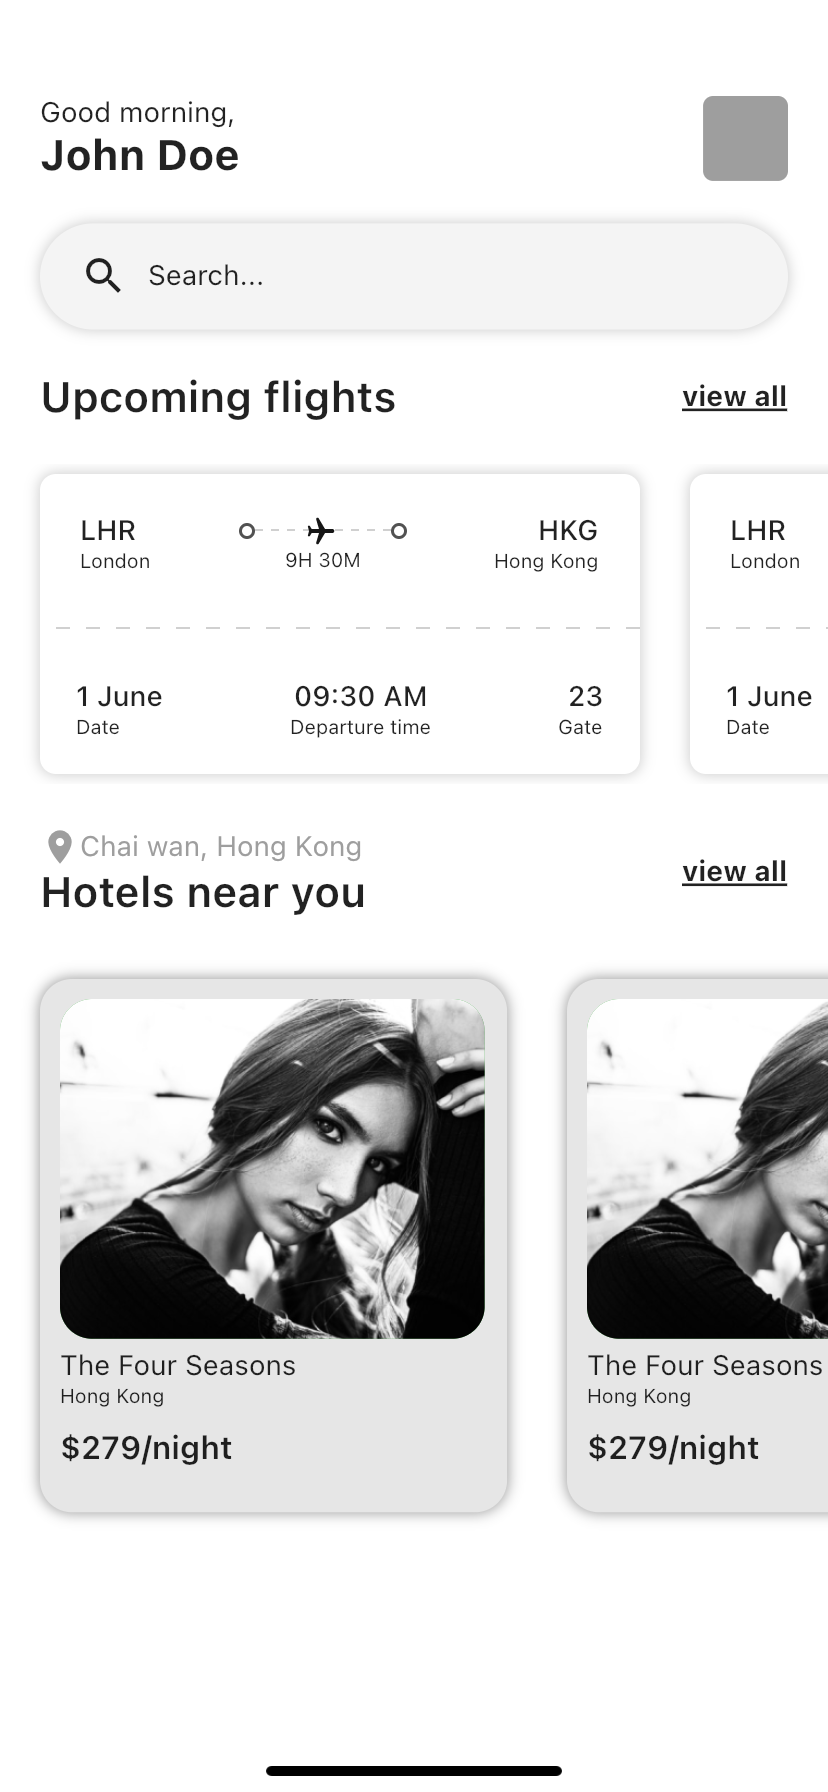 Good morning,
John Doe
Search...
Upcoming flights
view all
LHR
London
9H 30M
HKG
Hong Kong
1 June
Date
09:30 AM
Departure time
23
Gate
LHR
London
1 June
Date
Chai wan, Hong Kong
Hotels near you
view all
The Four Seasons
Hong Kong
$279/night
The Four Seasons
Hong Kong
$279/night